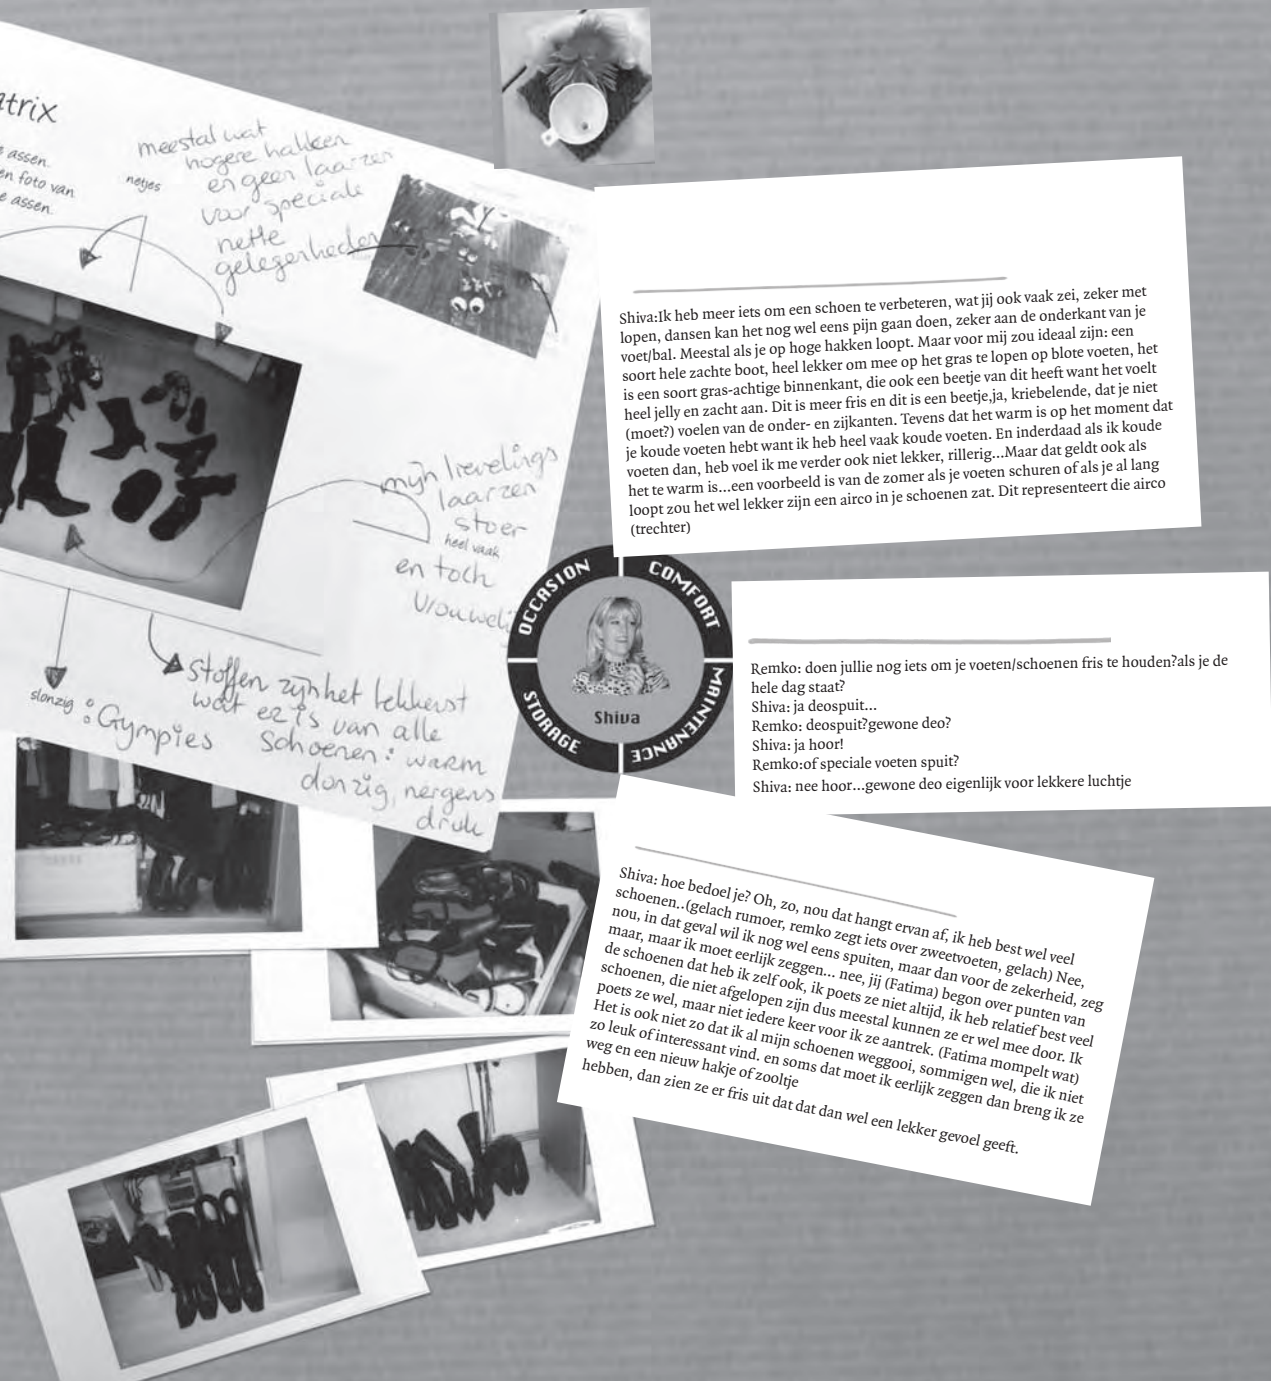 atrix
e assen.
en foto van
e assen.
netjes
meestal wat
hogere hakken
en geen laarzen
voor speciale
nette
gelegenheden
mijn lievelings
laarzen
stoer
heel vaak
en toch
vrouwelij
slonzig
: Gympies
stoffen zijn het lekkerst
wat er is van alle
schoenen: warm
donzig, nergens
druk
Shiva:Ik heb meer iets om een schoen te verbeteren, wat jij ook vaak zei, zeker met
lopen, dansen kan het nog wel eens pijn gaan doen, zeker aan de onderkant van je
voet/bal. Meestal als je op hoge hakken loopt. Maar voor mij zou ideaal zijn: een
soort hele zachte boot, heel lekker om mee op het gras te lopen op blote voeten, het
is een soort gras-achtige binnenkant, die ook een beetje van dit heeft want het voelt
heel jelly en zacht aan. Dit is meer fris en dit is een beetje,ja, kriebelende, dat je niet
(moet?) voelen van de onder- en zijkanten. Tevens dat het warm is op het moment dat
je koude voeten hebt want ik heb heel vaak koude voeten. En inderdaad als ik koude
voeten dan, heb voel ik me verder ook niet lekker, rillerig...Maar dat geldt ook als
het te warm is...een voorbeeld is van de zomer als je voeten schuren of als je al lang
loopt zou het wel lekker zijn een airco in je schoenen zat. Dit representeert die airco
(trechter)
OCCASION
COMFORT
STORAGE
MAINTENANCE
Shiva
Remko: doen jullie nog iets om je voeten/schoenen fris te houden?als je de
hele dag staat?
Shiva: ja deospuit...
Remko: deospuit?gewone deo?
Shiva: ja hoor!
Remko:of speciale voeten spuit?
Shiva: nee hoor...gewone deo eigenlijk voor lekkere luchtje
Shiva: hoe bedoel je? Oh, zo, nou dat hangt ervan af, ik heb best wel veel
schoenen..(gelach rumoer, remko zegt iets over zweetvoeten, gelach) Nee,
nou, in dat geval wil ik nog wel eens spuiten, maar dan voor de zekerheid, zeg
maar, maar ik moet eerlijk zeggen... nee, jij (Fatima) begon over punten van
de schoenen dat heb ik zelf ook, ik poets ze niet altijd, ik heb relatief best veel
schoenen, die niet afgelopen zijn dus meestal kunnen ze er wel mee door. Ik
poets ze wel, maar niet iedere keer voor ik ze aantrek. (Fatima mompelt wat)
Het is ook niet zo dat ik al mijn schoenen weggooi, sommigen wel, die ik niet
zo leuk of interessant vind. en soms dat moet ik eerlijk zeggen dan breng ik ze
weg en een nieuw hakje of zooltje
hebben, dan zien ze er fris uit dat dat dan wel een lekker gevoel geeft.